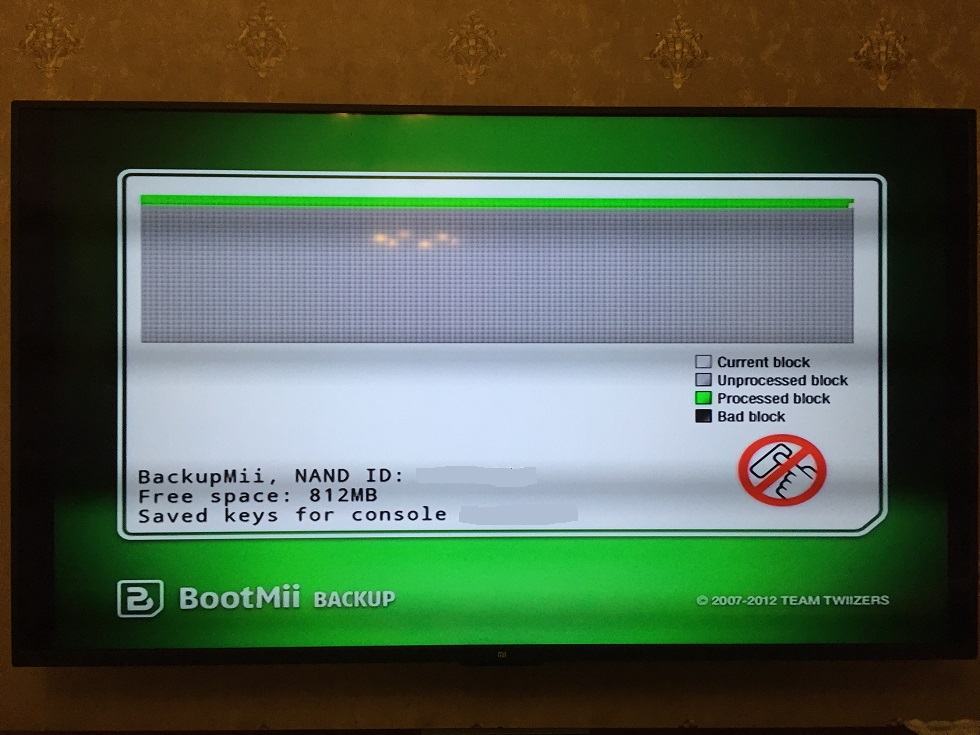 Current block
Unprocessed block
Processed block
Bad block
BackupMii, NAND ID:
Free space: 812MB
Saved keys for console
BootMii BACKUP
© 2007-2012 TEAM TWIIZERS
mi